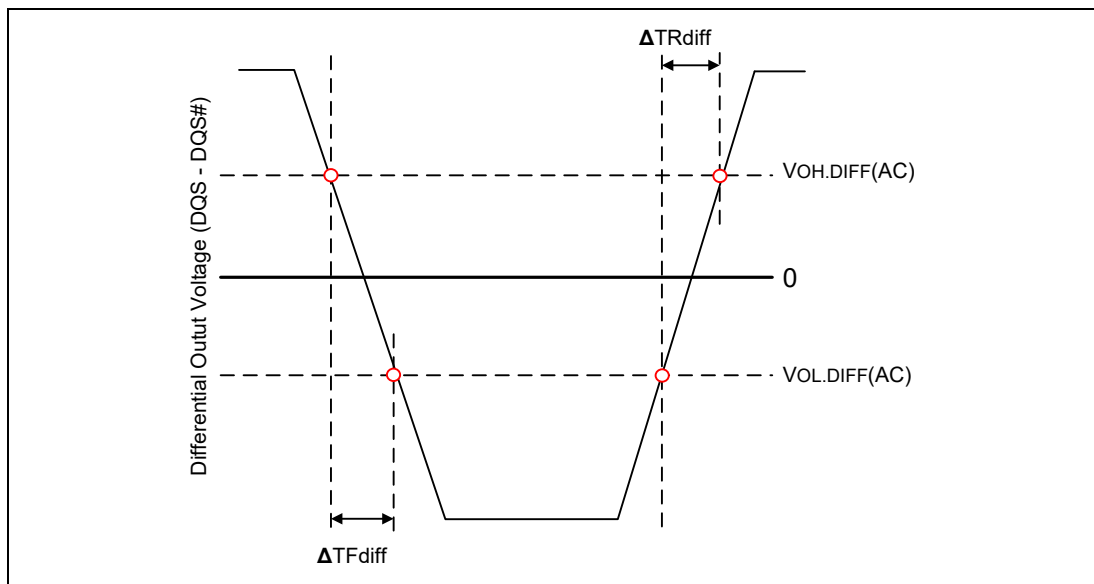 ΔTRdiff
Differential Outut Voltage (DQS - DQS#)
VOH.DIFF(AC)
0
VOL.DIFF(AC)
ΔTFdiff